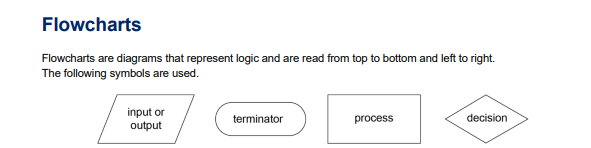 Flowcharts
Flowcharts are diagrams that represent logic and are read from top to bottom and left to right.
The following symbols are used.
input or
output
terminator
process
decision